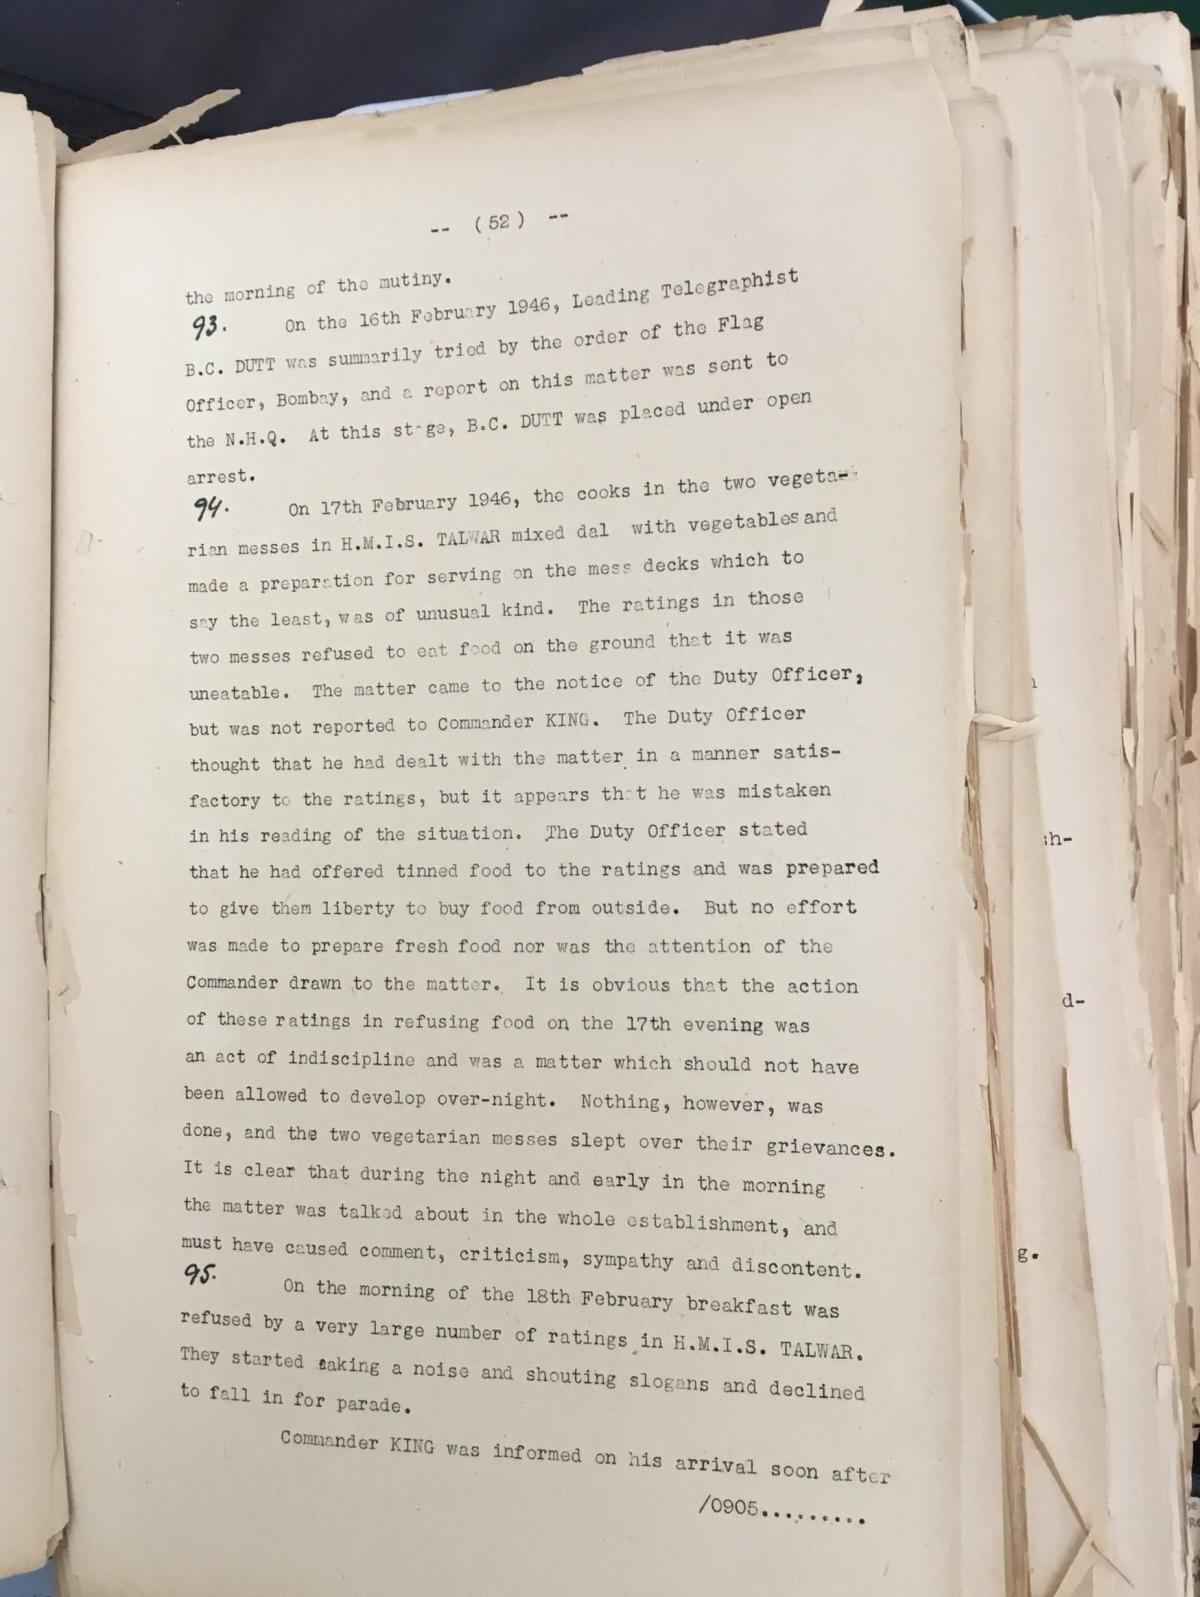 -- (52) --
the morning of the mutiny.
93. On the 16th February 1946, Leading Telegraphist
B.C. DUTT was summarily tried by the order of the Flag
Officer, Bombay, and a report on this matter was sent to
the N.H.Q. At this stage, B.C. DUTT was placed under open
arrest.
94. On 17th February 1946, the cooks in the two vegeta-
rian messes in H.M.I.S. TALWAR mixed dal with vegetables and
made a preparation for serving on the mess decks which to
say the least, was of unusual kind. The ratings in those
two messes refused to eat food on the ground that it was
uneatable. The matter came to the notice of the Duty Officer,
but was not reported to Commander KING. The Duty Officer
thought that he had dealt with the matter in a manner satis-
factory to the ratings, but it appears that he was mistaken
in his reading of the situation. The Duty Officer stated
that he had offered tinned food to the ratings and was prepared
to give them liberty to buy food from outside. But no effort
was made to prepare fresh food nor was the attention of the
Commander drawn to the matter. It is obvious that the action
of these ratings in refusing food on the 17th evening was
an act of indiscipline and was a matter which should not have
been allowed to develop over-night. Nothing, however, was
done, and the two vegetarian messes slept over their grievances.
It is clear that during the night and early in the morning
the matter was talked about in the whole establishment, and
must have caused comment, criticism, sympathy and discontent.
95. On the morning of the 18th February breakfast was
refused by a very large number of ratings in H.M.I.S. TALWAR.
They started making a noise and shouting slogans and declined
to fall in for parade.
Commander KING was informed on his arrival soon after
/0905.........
h-
d-
g.